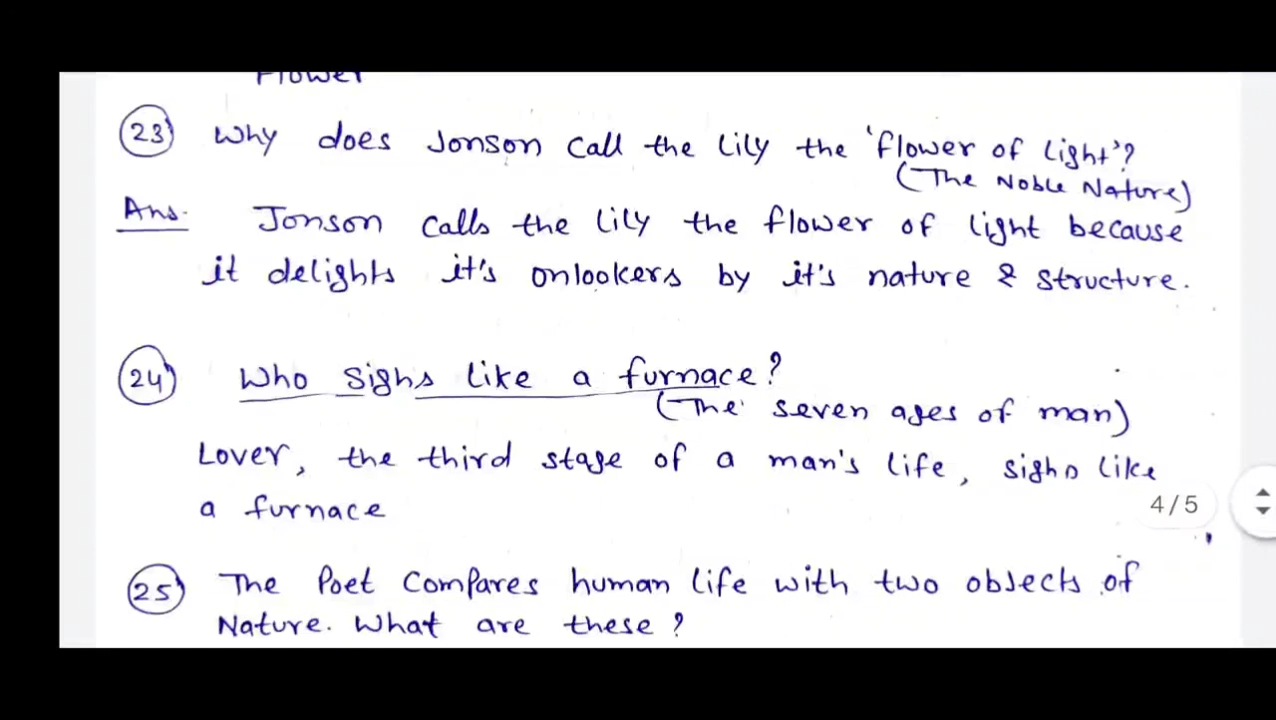 Flower
23 Why does Jonson call the Lily the 'flower of light'?
(The Noble Nature)
Ans. Jonson calls the lily the flower of light because
it delights it's onlookers by it's nature & structure.
24 Who sighs like a furnace?
(The seven ages of man)
Lover, the third stage of a man's life, sighs like
a furnace
4/5
25 The Poet Compares human life with two objects of
Nature. What are these?